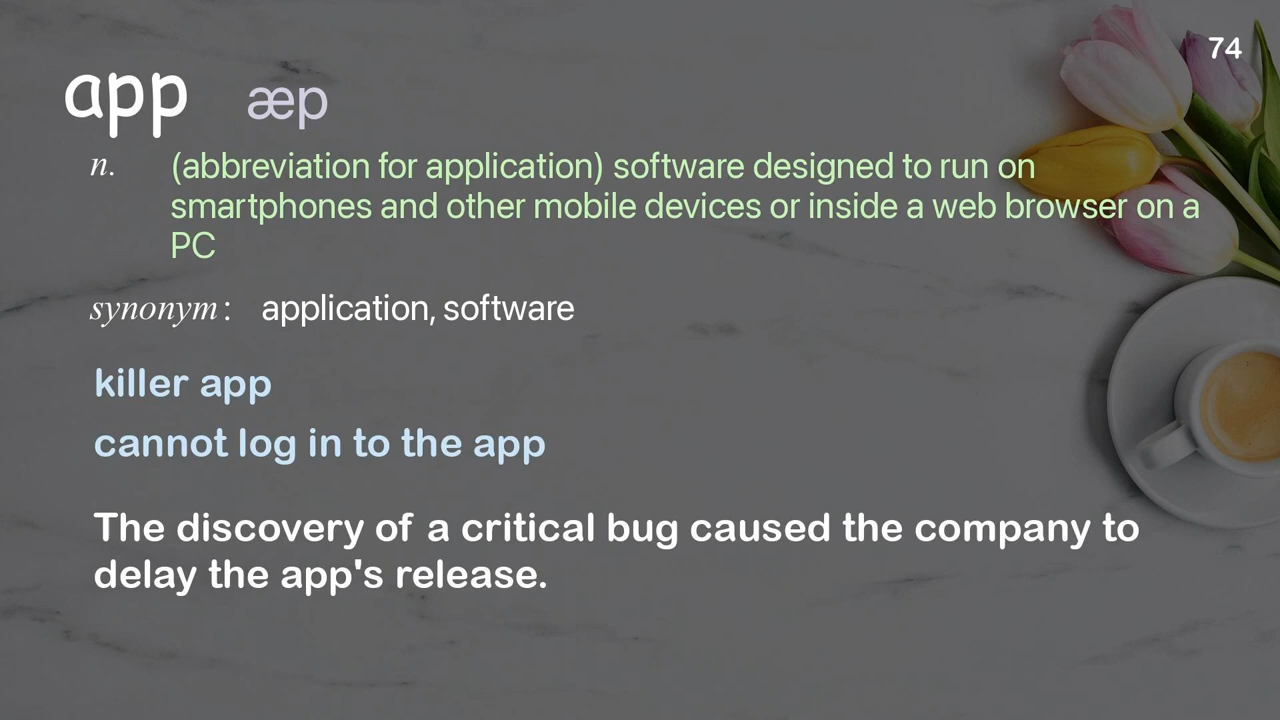 74
app æp
n. (abbreviation for application) software designed to run on
smartphones and other mobile devices or inside a web browser on a
PC
synonym: application, software
killer app
cannot log in to the app
The discovery of a critical bug caused the company to
delay the app's release.